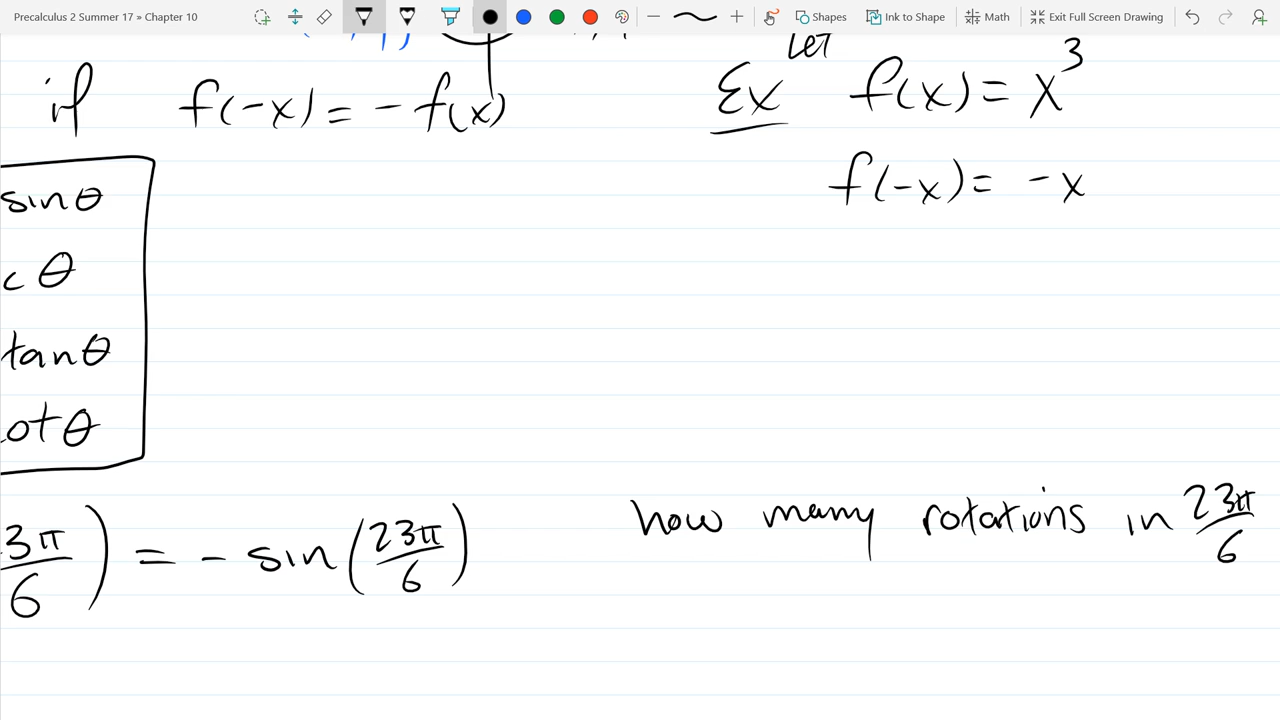 Precalculus 2 Summer 17 » Chapter 10
Shapes
Ink to Shape
Math
Exit Full Screen Drawing
if f(-x) = -f(x)
Ex Let f(x) = x³
f(-x) = -x
sinθ
c θ
tanθ
otθ
3π/6) = - sin(23π/6)
how many rotations in 23π/6